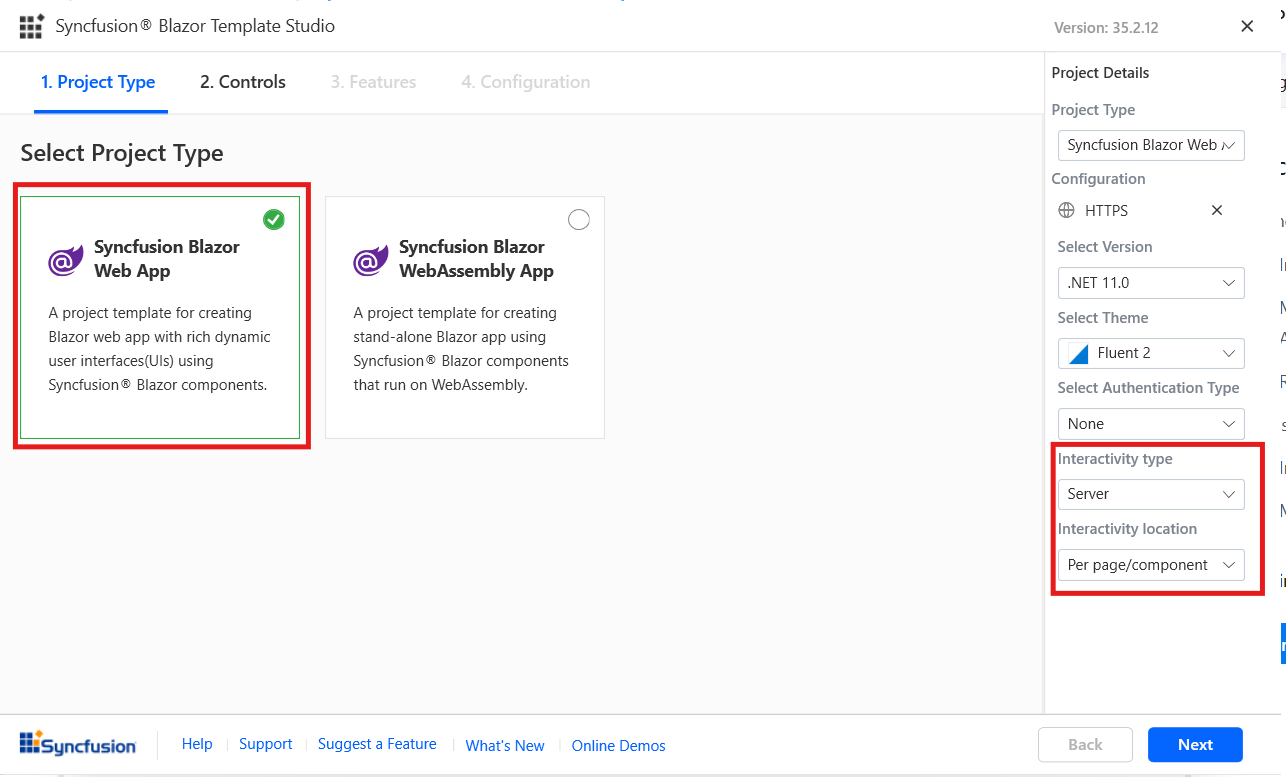 Syncfusion® Blazor Template Studio
Version: 35.2.12
1. Project Type
2. Controls
3. Features
4. Configuration
Select Project Type
Syncfusion Blazor
Web App
A project template for creating
Blazor web app with rich dynamic
user interfaces(UIs) using
Syncfusion® Blazor components.
Syncfusion Blazor
WebAssembly App
A project template for creating
stand-alone Blazor app using
Syncfusion® Blazor components
that run on WebAssembly.
Project Details
Project Type
Syncfusion Blazor Web
Configuration
HTTPS
Select Version
.NET 11.0
Select Theme
Fluent 2
Select Authentication Type
None
Interactivity type
Server
Interactivity location
Per page/component
Syncfusion
Help
Support
Suggest a Feature
What's New
Online Demos
Back
Next